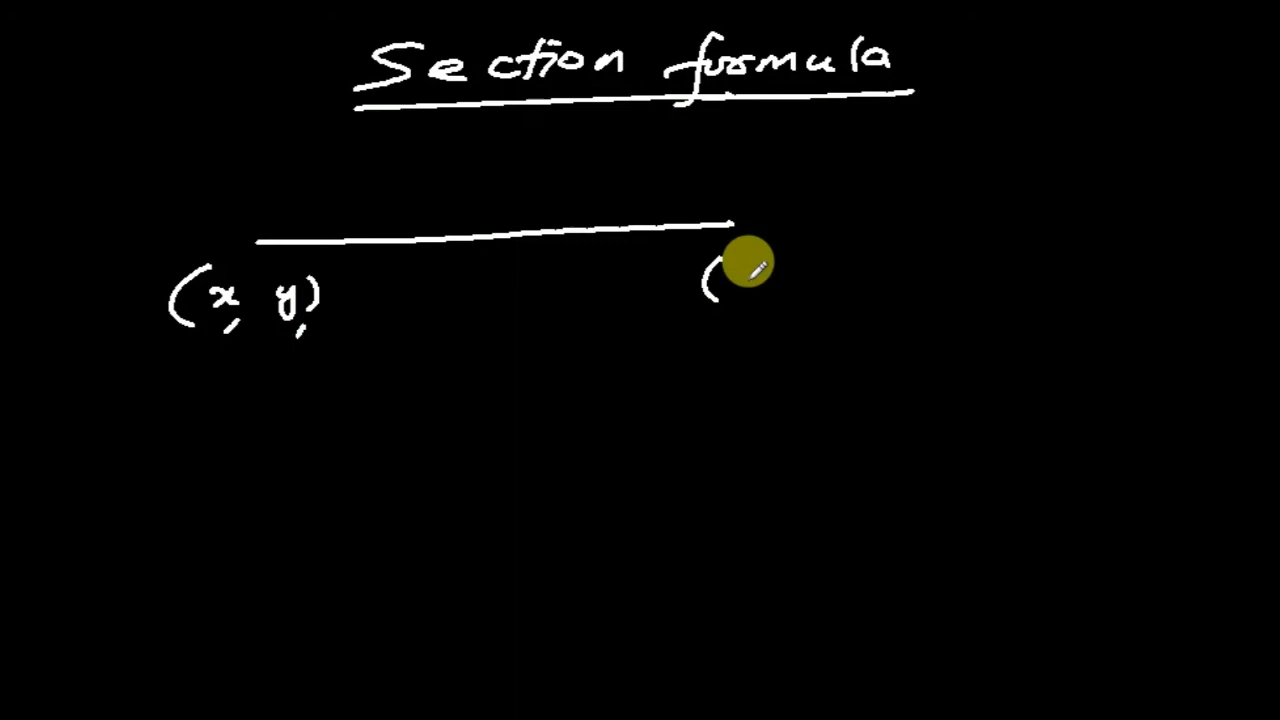 Section formula
(x, y,) (